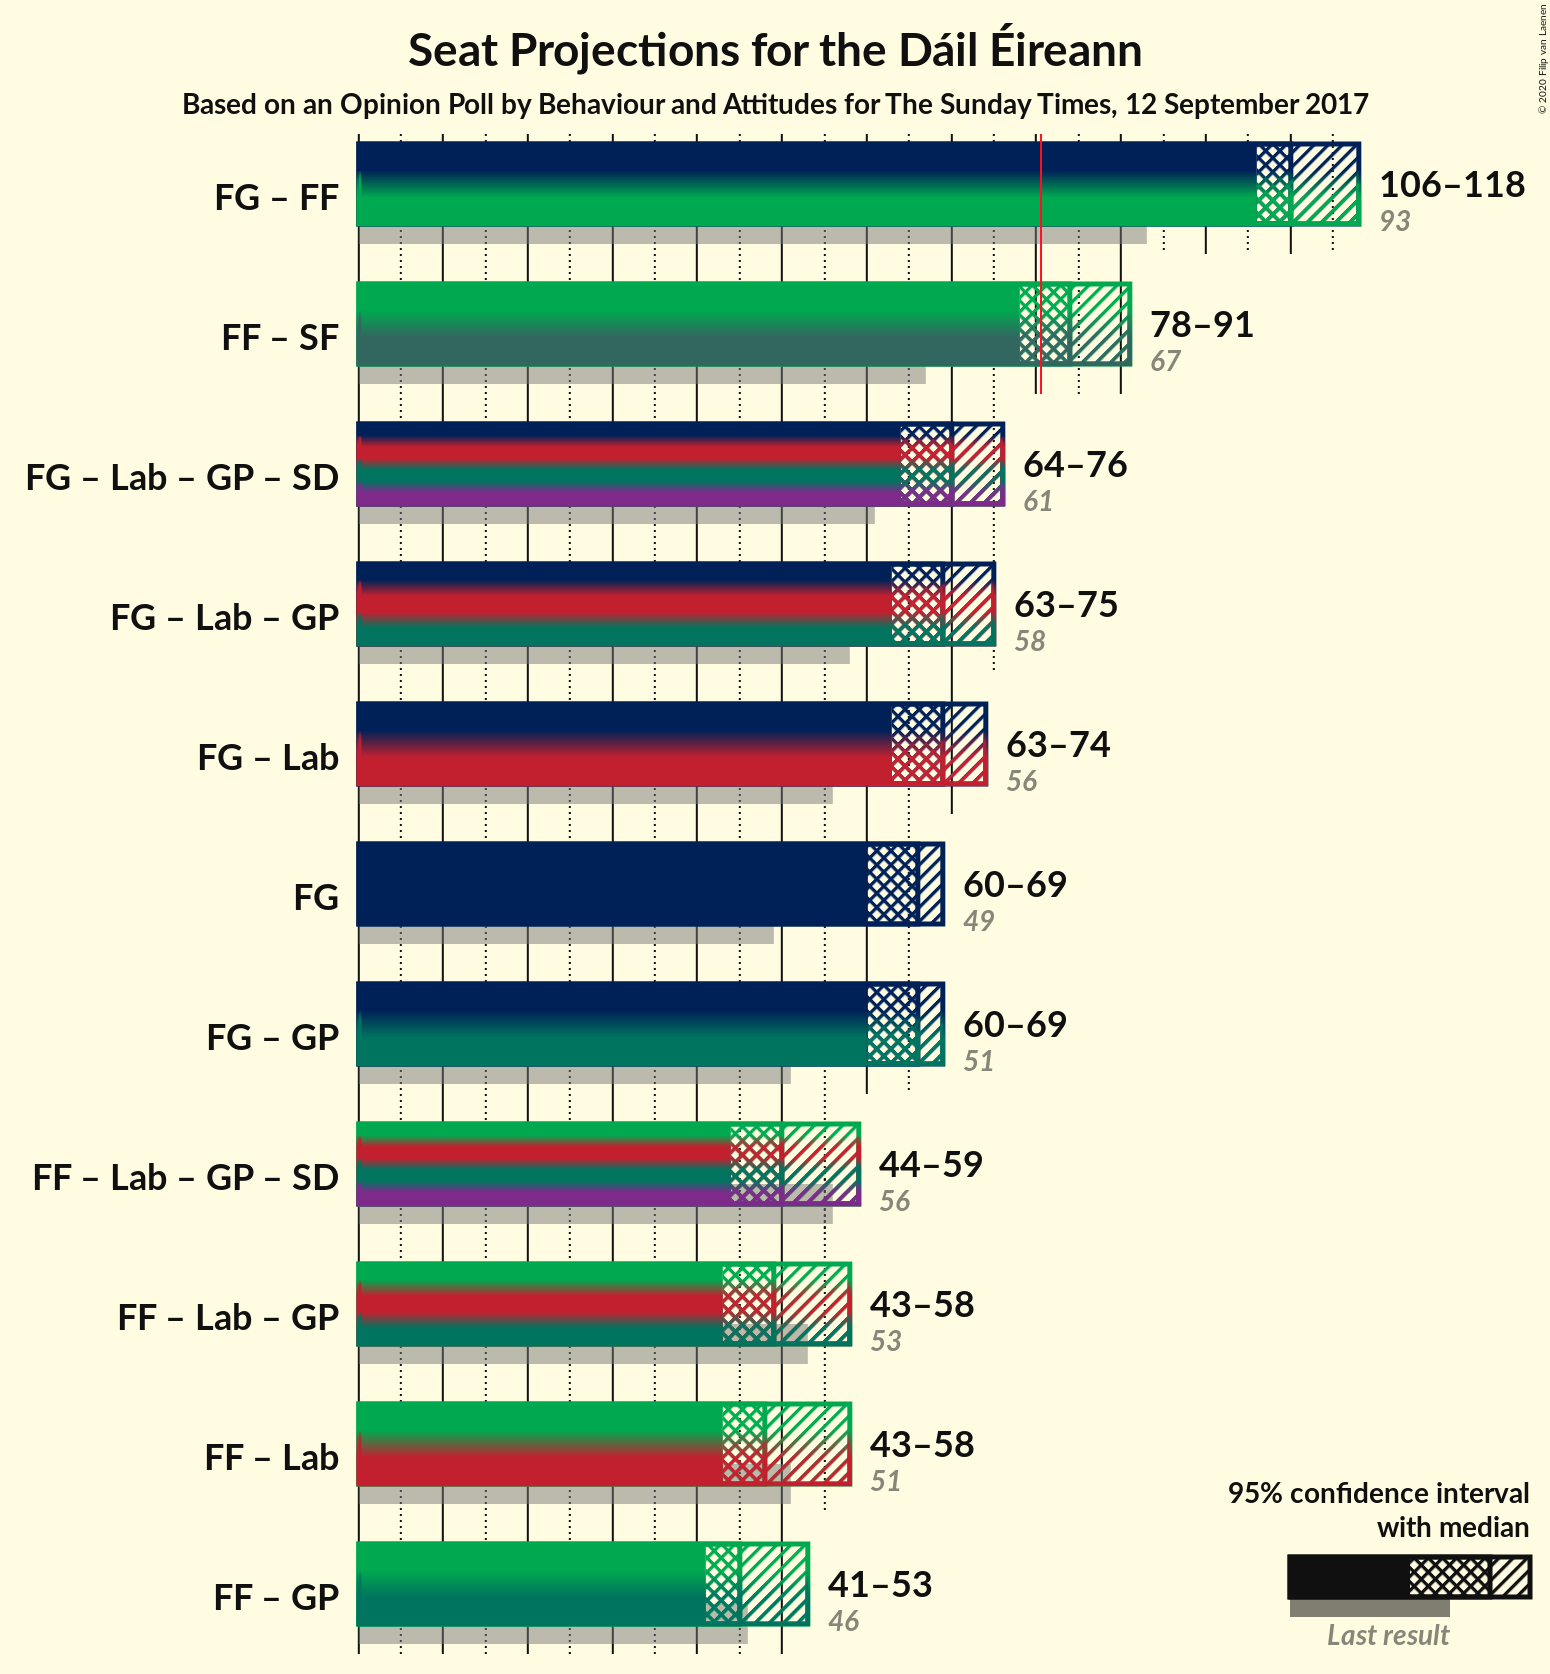 Seat Projections for the Dáil Éireann
Based on an Opinion Poll by Behaviour and Attitudes for The Sunday Times, 12 September 2017
© 2020 Filip van Laenen
FG – FF
106–118
93
FF – SF
78–91
67
FG – Lab – GP – SD
64–76
61
FG – Lab – GP
63–75
58
FG – Lab
63–74
56
FG
60–69
49
FG – GP
60–69
51
FF – Lab – GP – SD
44–59
56
FF – Lab – GP
43–58
53
FF – Lab
43–58
51
FF – GP
41–53
46
95% confidence interval
with median
Last result